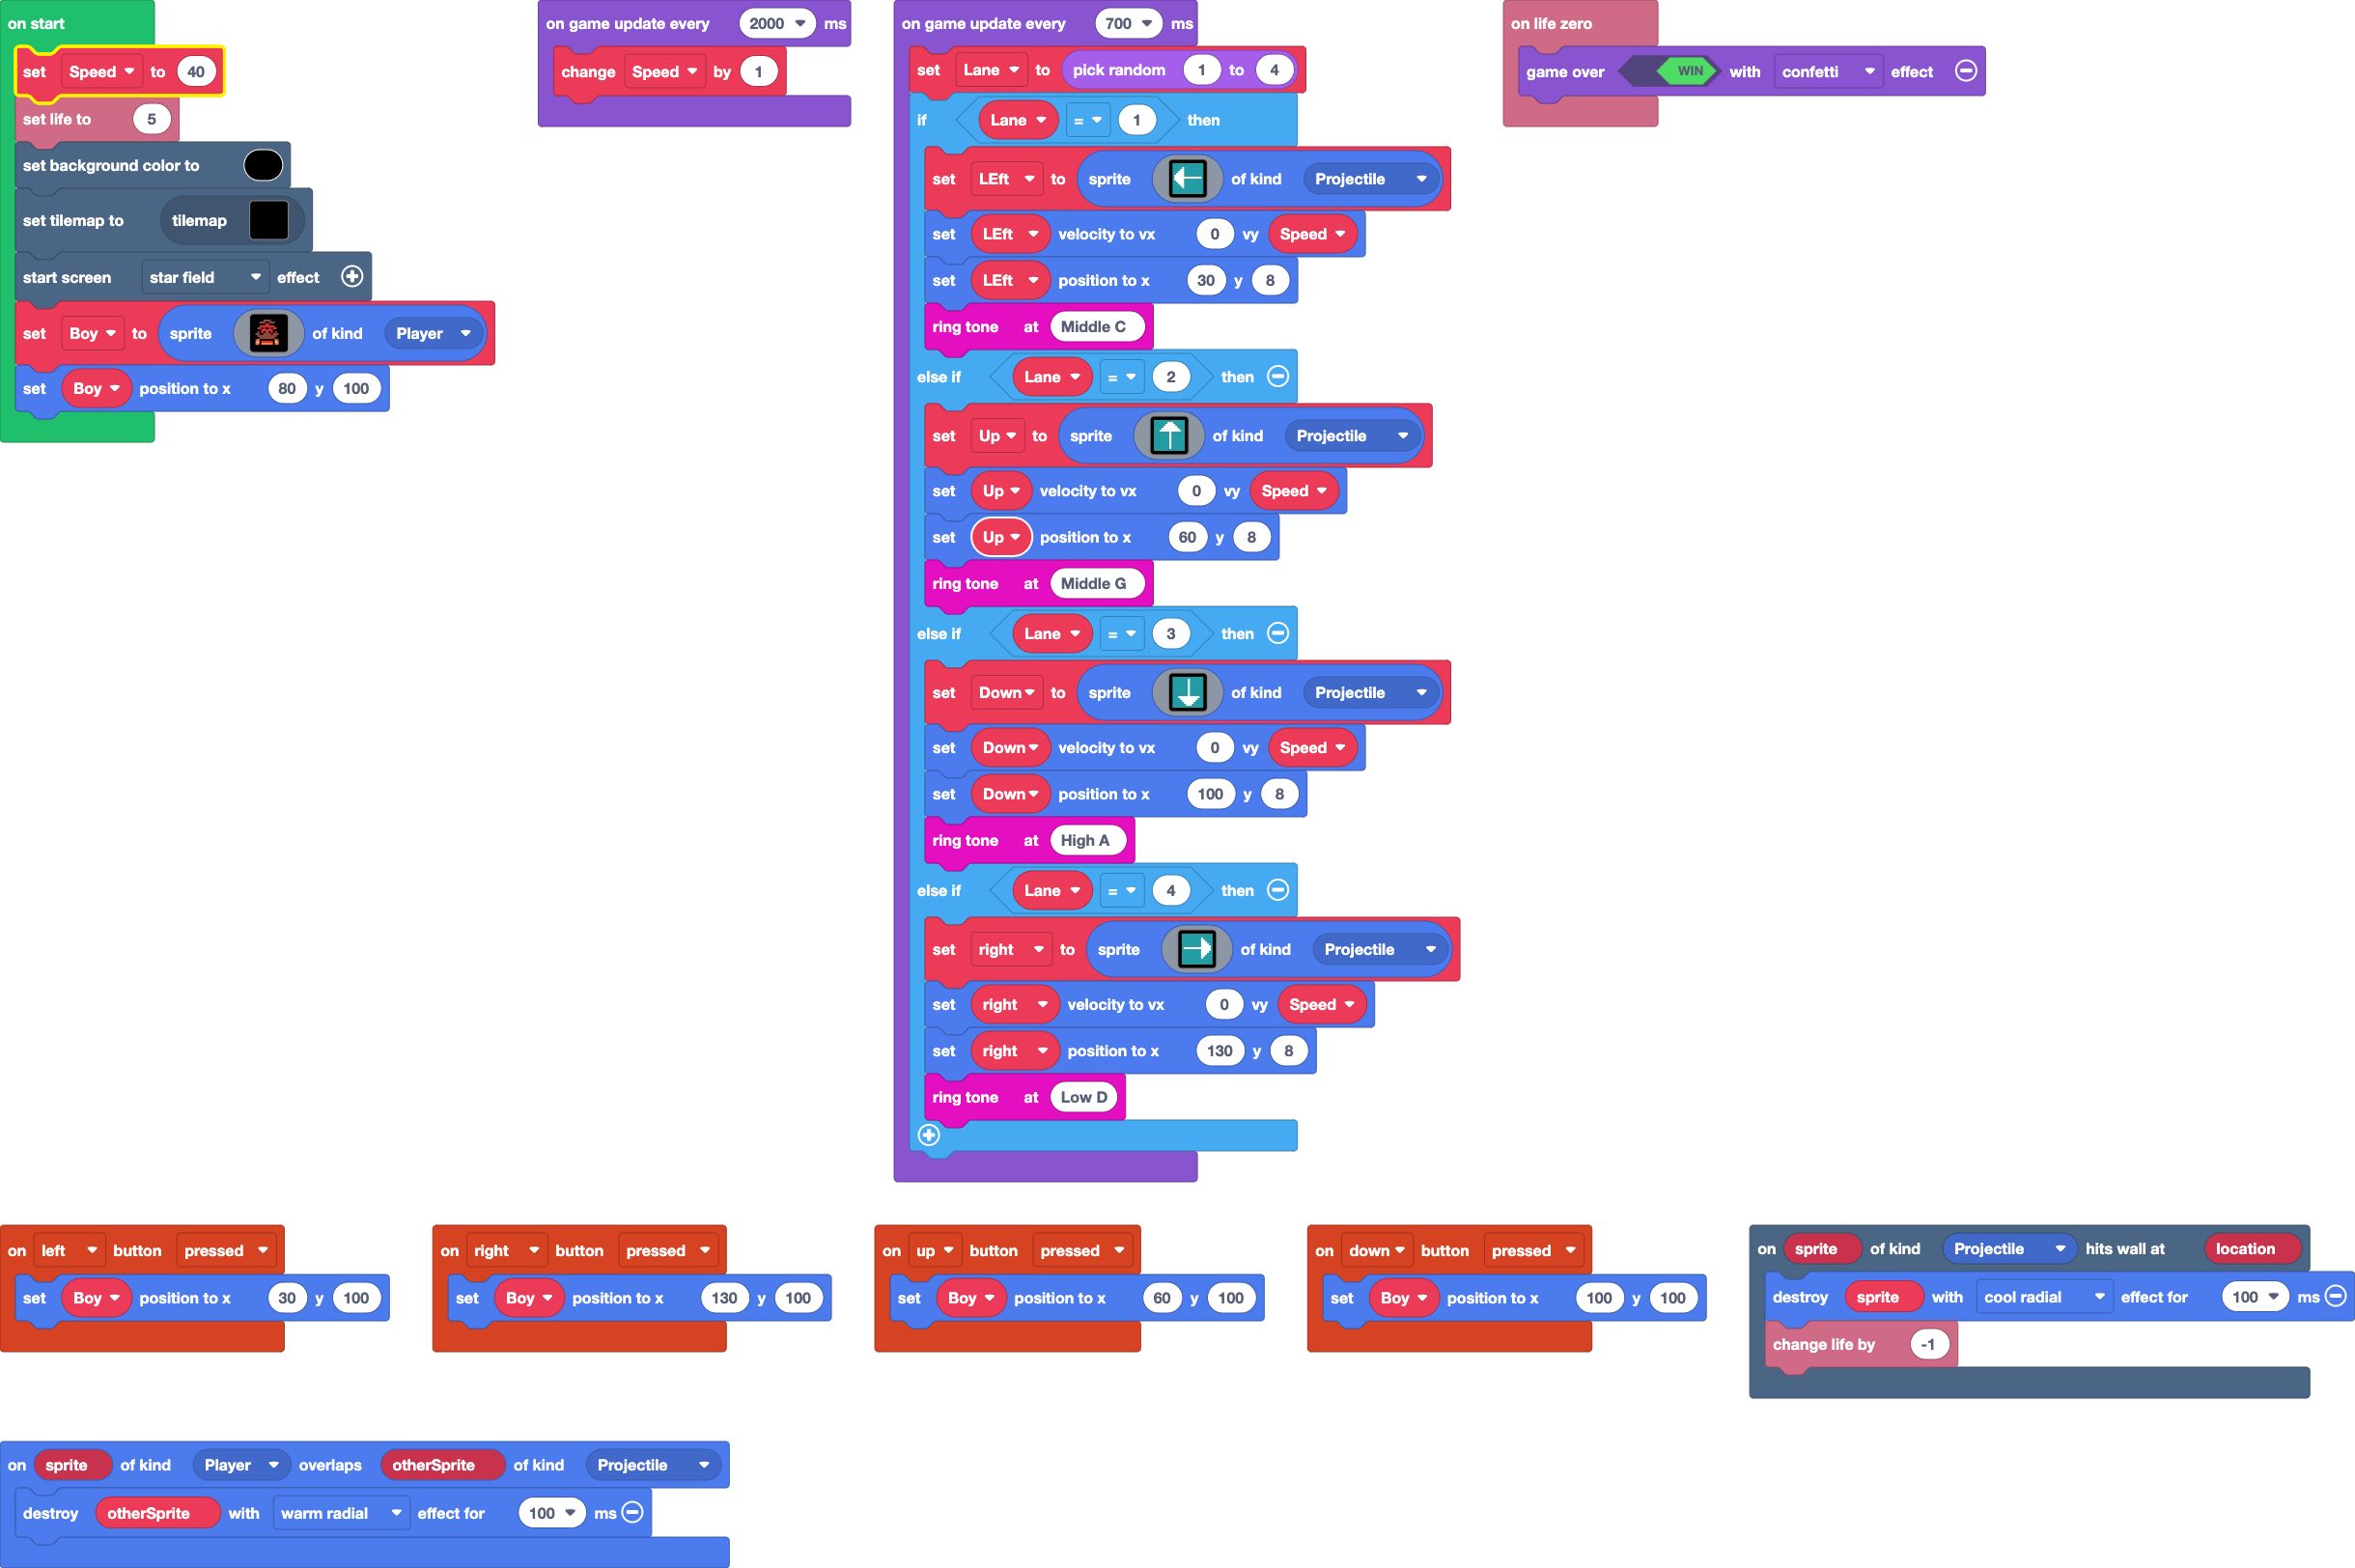 on start
set Speed to 40
set life to 5
set background color to
set tilemap to tilemap
start screen star field effect
set Boy to sprite of kind Player
set Boy position to x 80 y 100
on game update every 2000 ms
change Speed by 1
on game update every 700 ms
set Lane to pick random 1 to 4
if Lane = 1 then
set LEft to sprite of kind Projectile
set LEft velocity to vx 0 vy Speed
set LEft position to x 30 y 8
ring tone at Middle C
else if Lane = 2 then
set Up to sprite of kind Projectile
set Up velocity to vx 0 vy Speed
set Up position to x 60 y 8
ring tone at Middle G
else if Lane = 3 then
set Down to sprite of kind Projectile
set Down velocity to vx 0 vy Speed
set Down position to x 100 y 8
ring tone at High A
else if Lane = 4 then
set right to sprite of kind Projectile
set right velocity to vx 0 vy Speed
set right position to x 130 y 8
ring tone at Low D
on life zero
game over WIN with confetti effect
on left button pressed
set Boy position to x 30 y 100
on right button pressed
set Boy position to x 130 y 100
on up button pressed
set Boy position to x 60 y 100
on down button pressed
set Boy position to x 100 y 100
on sprite of kind Projectile hits wall at location
destroy sprite with cool radial effect for 100 ms
change life by -1
on sprite of kind Player overlaps otherSprite of kind Projectile
destroy otherSprite with warm radial effect for 100 ms